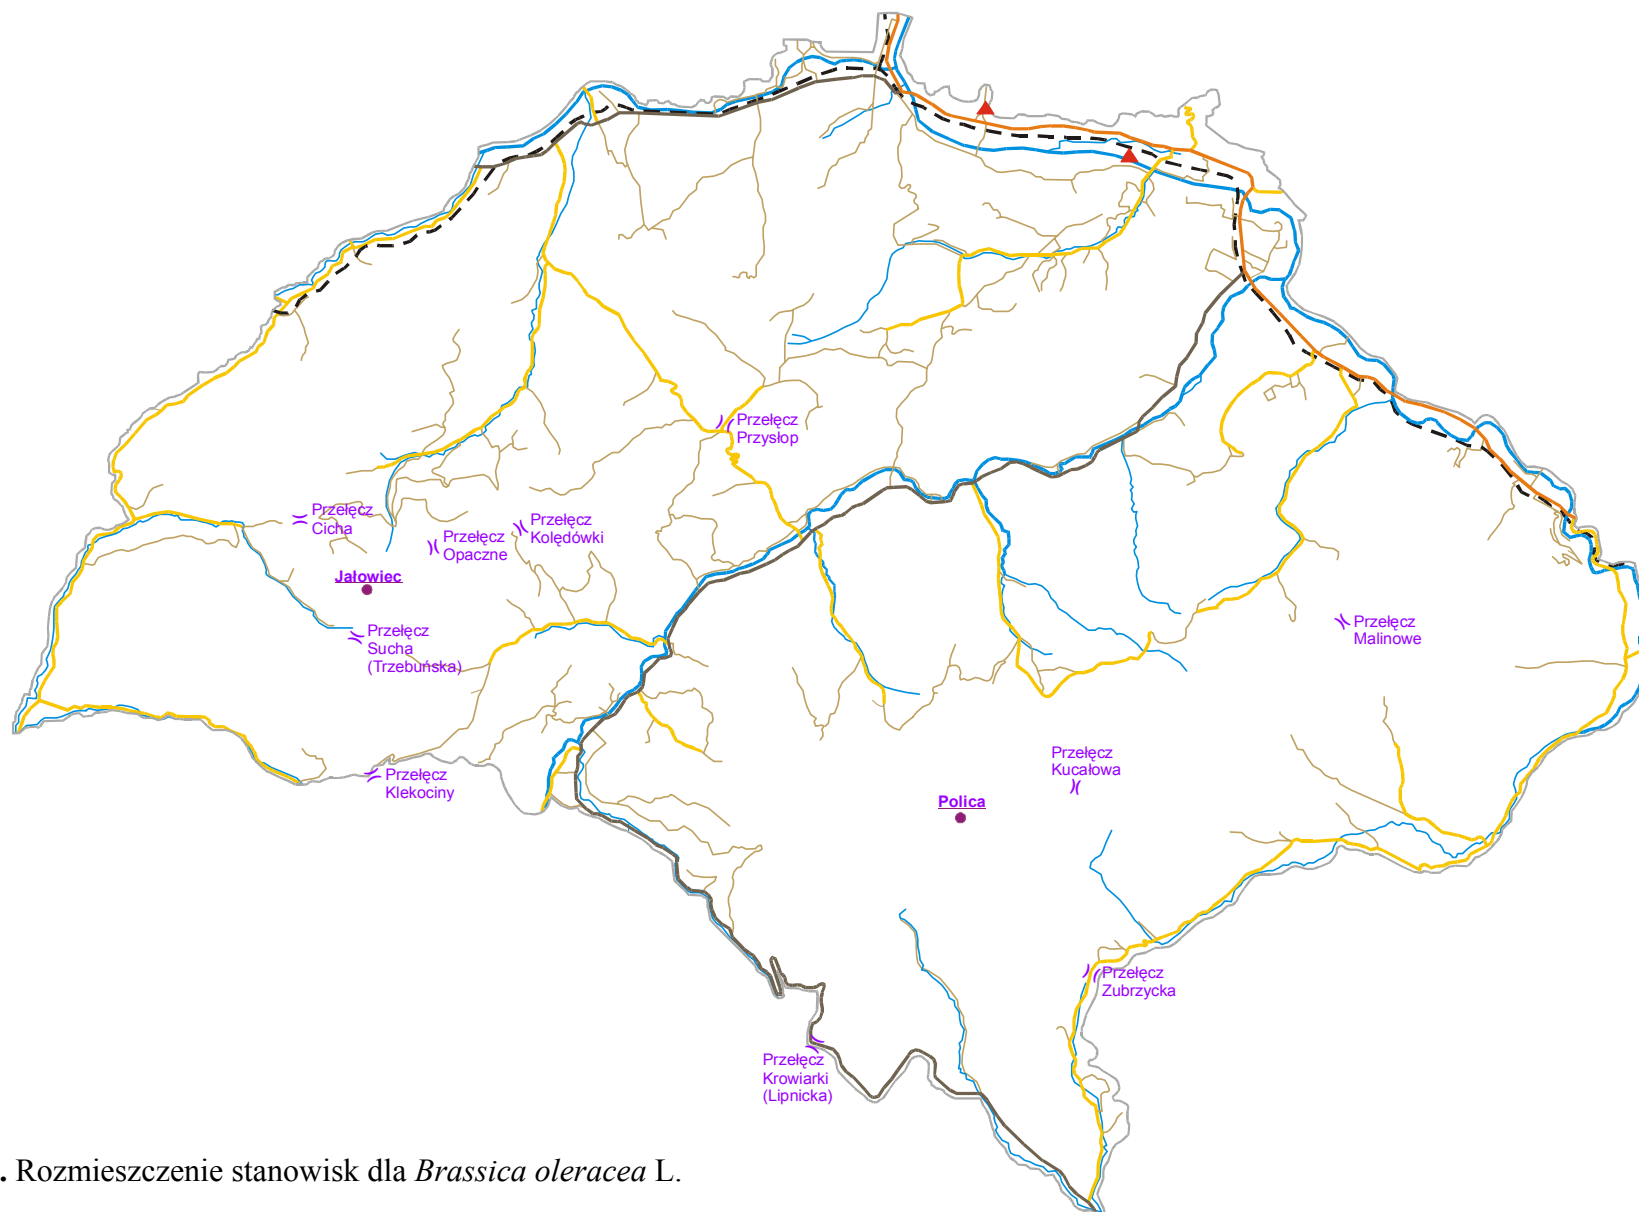 Przełęcz
Przysłop
Przełęcz
Cicha
Przełęcz
Kolędówki
Przełęcz
Opaczne
Jałowiec
Przełęcz
Sucha
(Trzebuńska)
Przełęcz
Malinowe
Przełęcz
Klekociny
Przełęcz
Kucałowa
Polica
Przełęcz
Zubrzycka
Przełęcz
Krowiarki
(Lipnicka)
. Rozmieszczenie stanowisk dla Brassica oleracea L.